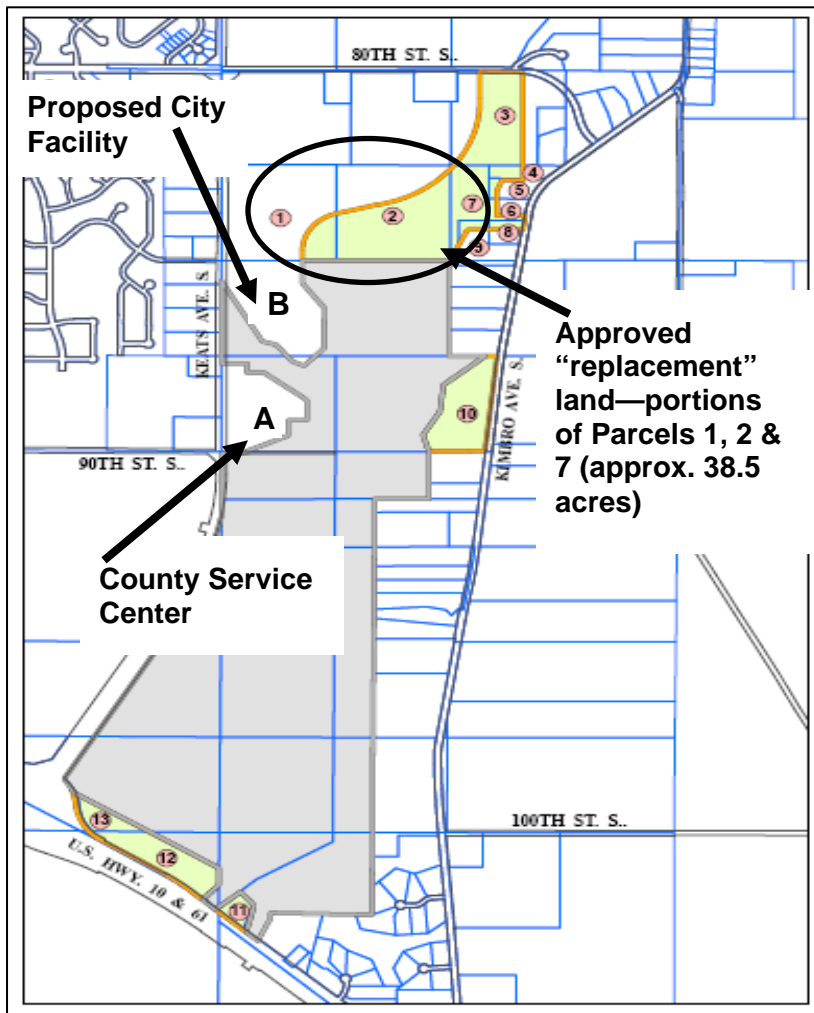 80TH ST. S..
Proposed City
Facility
3
4
5
1
2
7
6
8
9
KEATS AVE. S.
B
Approved
“replacement”
land—portions
of Parcels 1, 2 &
7 (approx. 38.5
acres)
A
10
KIMBRO AVE. S.
90TH ST. S..
County Service
Center
13
12
11
100TH ST. S..
U.S. HWY. 10 & 61